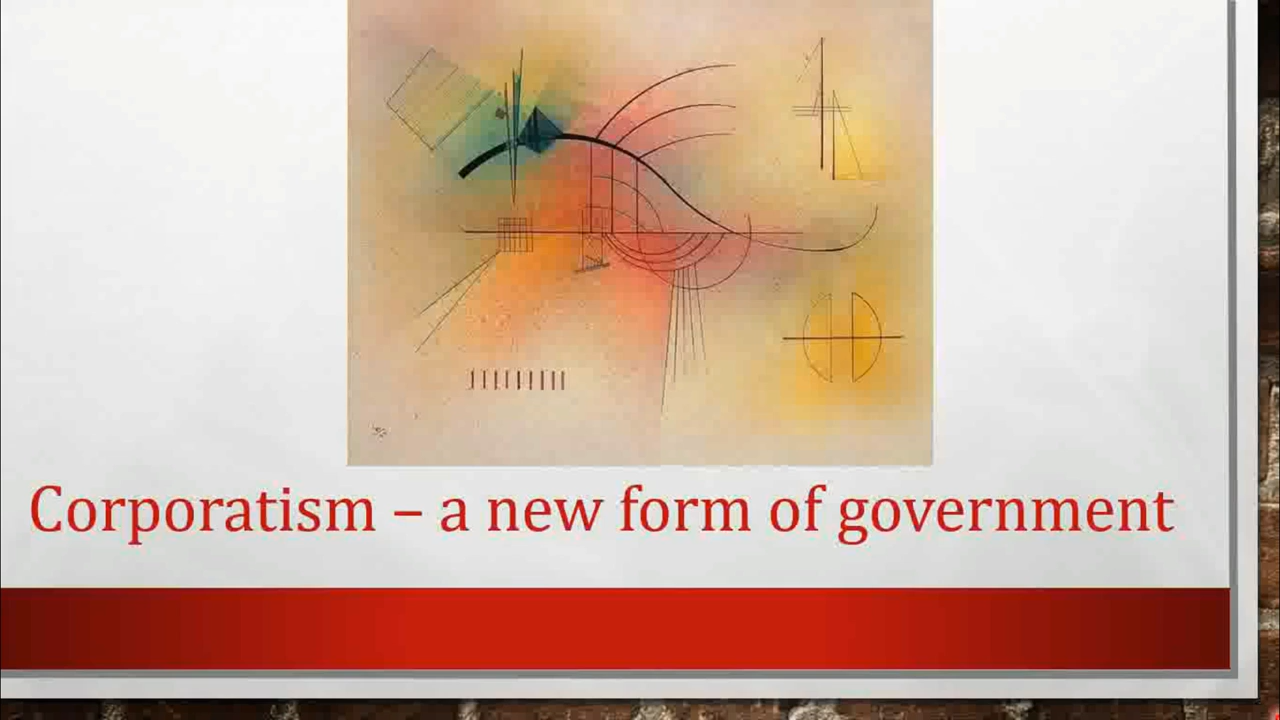 Corporatism – a new form of government